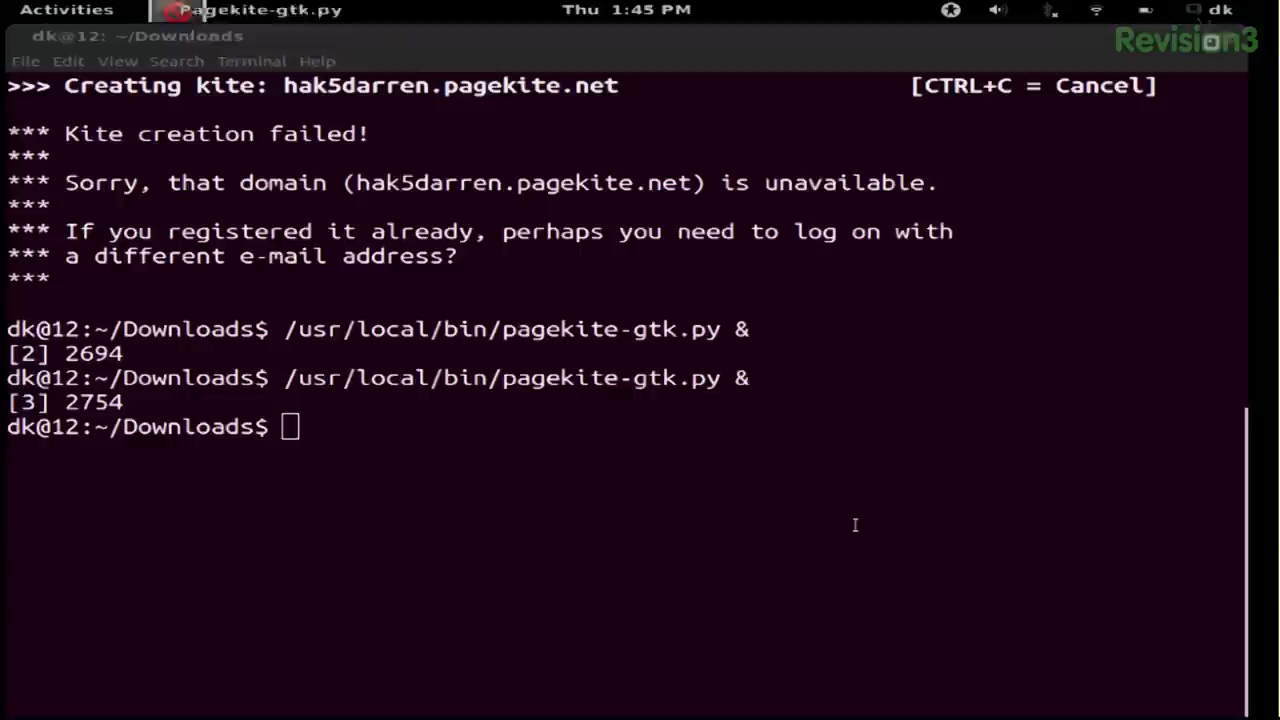 Activities Pagekite-gtk.py Thu 1:45 PM dk
dk@12: ~/Downloads
Revision3
File Edit View Search Terminal Help
>>> Creating kite: hak5darren.pagekite.net [CTRL+C = Cancel]
*** Kite creation failed!
***
*** Sorry, that domain (hak5darren.pagekite.net) is unavailable.
***
*** If you registered it already, perhaps you need to log on with
*** a different e-mail address?
***
dk@12:~/Downloads$ /usr/local/bin/pagekite-gtk.py &
[2] 2694
dk@12:~/Downloads$ /usr/local/bin/pagekite-gtk.py &
[3] 2754
dk@12:~/Downloads$